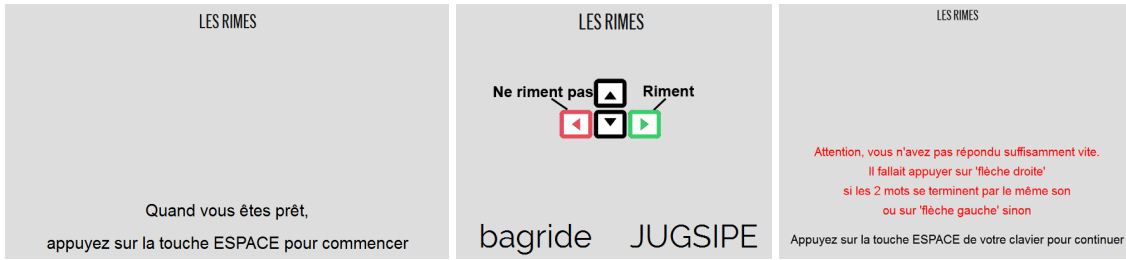 LES RIMES
Quand vous êtes prêt,
appuyez sur la touche ESPACE pour commencer
LES RIMES
Ne riment pas
Riment
bagride
JUGSIPE
LES RIMES
Attention, vous n'avez pas répondu suffisamment vite.
Il fallait appuyer sur 'flèche droite'
si les 2 mots se terminent par le même son
ou sur 'flèche gauche' sinon
Appuyez sur la touche ESPACE de votre clavier pour continuer